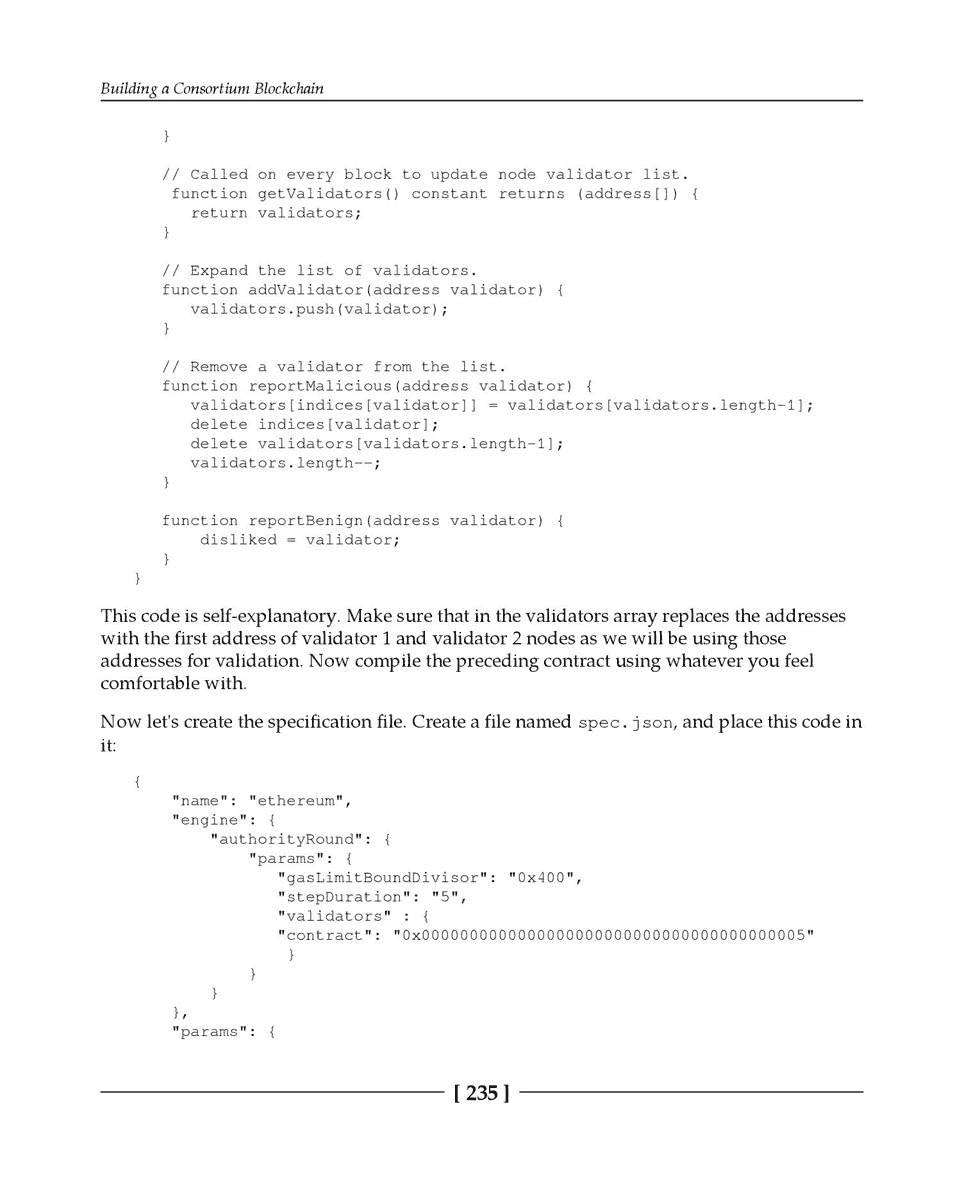 Building a Consortium Blockchain
}
// Called on every block to update node validator list.
function getValidators() constant returns (address[]) {
return validators;
}
// Expand the list of validators.
function addValidator(address validator) {
validators.push(validator);
}
// Remove a validator from the list.
function reportMalicious(address validator) {
validators[indices[validator]] = validators[validators.length-1];
delete indices[validator];
delete validators[validators.length-1];
validators.length--;
}
function reportBenign(address validator) {
disliked = validator;
}
}
This code is self-explanatory. Make sure that in the validators array replaces the addresses
with the first address of validator 1 and validator 2 nodes as we will be using those
addresses for validation. Now compile the preceding contract using whatever you feel
comfortable with.
Now let's create the specification file. Create a file named spec.json, and place this code in
it:
{
"name": "ethereum",
"engine": {
"authorityRound": {
"params": {
"gasLimitBoundDivisor": "0x400",
"stepDuration": "5",
"validators" : {
"contract": "0x0000000000000000000000000000000000000005"
}
}
}
},
"params": {
[ 235 ]